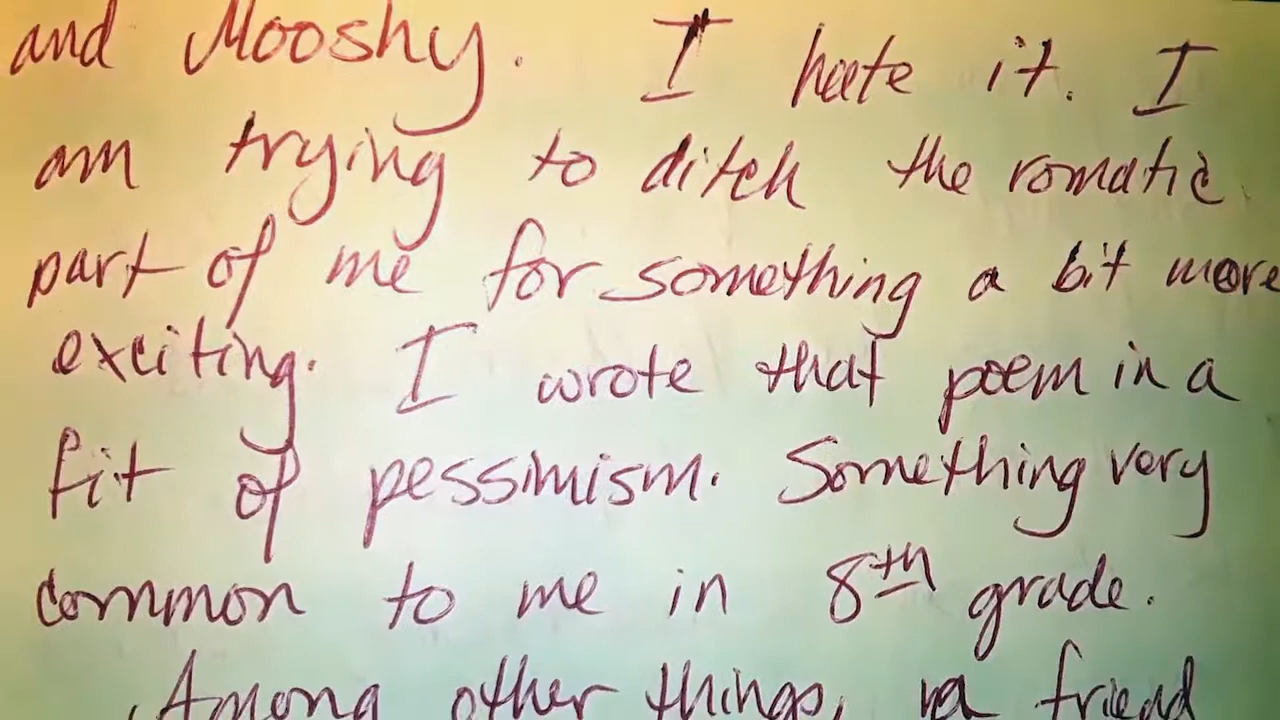 and Mooshy. I hate it. I
am trying to ditch the romatic
part of me for something a bit more
exciting. I wrote that poem in a
fit of pessimism. Something very
common to me in 8th grade.
Among other things, a friend